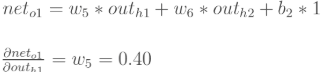 net_{o1} = w_5 * out_{h1} + w_6 * out_{h2} + b_2 * 1
\frac{\partial net_{o1}}{\partial out_{h1}} = w_5 = 0.40